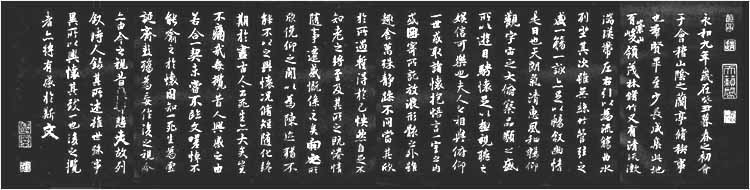 永和九年歲在癸丑暮春之初會
于會稽山陰之蘭亭脩稧事
也群賢畢至少長咸集此地
有崇山峻領茂林脩竹又有清流激
湍暎帶左右引以為流觴曲水
列坐其次雖無絲竹管弦之
盛一觴一詠亦足以暢敘幽情
是日也天朗氣清惠風和暢仰
觀宇宙之大俯察品類之盛
所以遊目騁懷足以極視聽之
娛信可樂也夫人之相與俯仰
一世或取諸懷抱悟言一室之內
或因寄所託放浪形骸之外雖
趣舍萬殊靜躁不同當其欣
於所遇暫得於己怏然自足不
知老之將至及其所之既惓情
隨事遷感慨係之矣向之所
欣俛仰之閒以為陳迹猶不
能不以之興懷況脩短隨化終
期於盡古人云死生亦大矣豈
不痛哉每攬昔人興感之由
若合一契未嘗不臨文嗟悼不
能喻之於懷固知一死生為虛
誕齊彭殤為妄作後之視今
亦由今之視昔悲夫故列
敘時人錄其所述雖世殊事
異所以興懷其致一也後之攬
者亦將有感於斯文